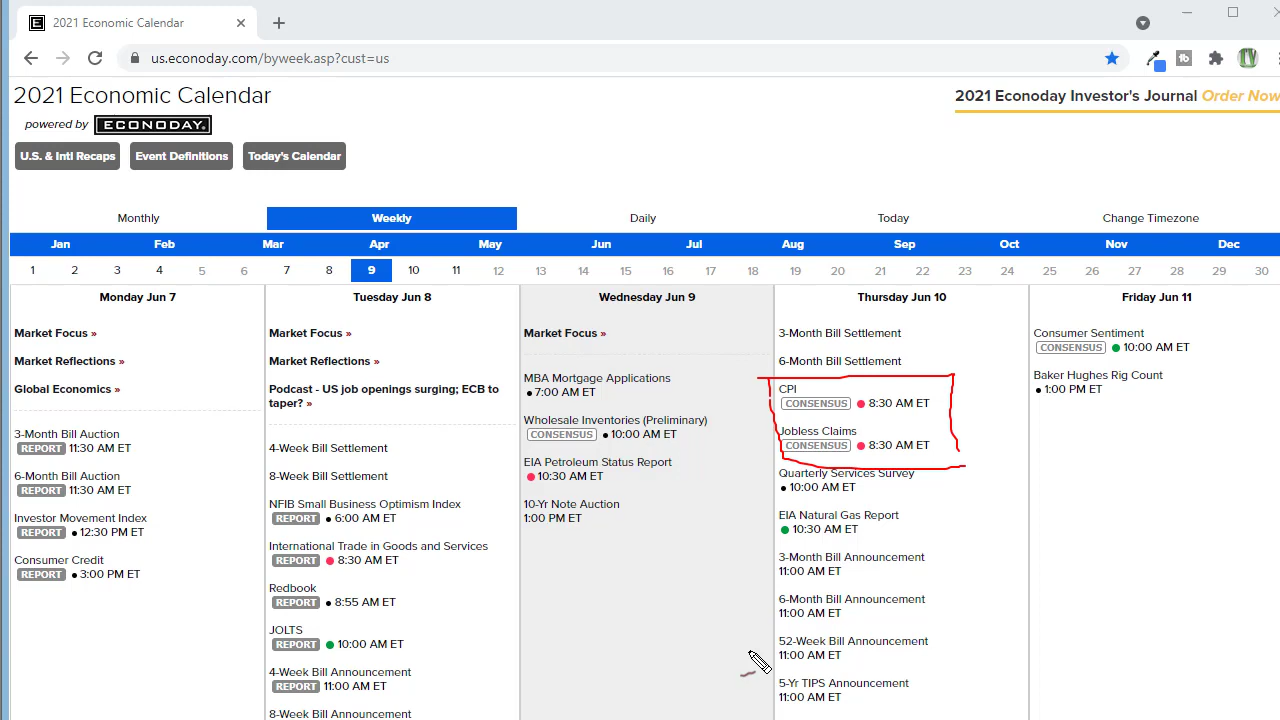 2021 Economic Calendar
us.econoday.com/byweek.asp?cust=us
2021 Economic Calendar
2021 Econoday Investor's Journal Order Now
powered by ECONODAY
U.S. & Intl Recaps Event Definitions Today's Calendar
Monthly Weekly Daily Today Change Timezone
Jan Feb Mar Apr May Jun Jul Aug Sep Oct Nov Dec
1 2 3 4 5 6 7 8 9 10 11 12 13 14 15 16 17 18 19 20 21 22 23 24 25 26 27 28 29 30
Monday Jun 7
Market Focus »
Market Reflections »
Global Economics »
3-Month Bill Auction
REPORT 11:30 AM ET
6-Month Bill Auction
REPORT 11:30 AM ET
Investor Movement Index
REPORT 12:30 PM ET
Consumer Credit
REPORT 3:00 PM ET
Tuesday Jun 8
Market Focus »
Market Reflections »
Podcast - US job openings surging; ECB to
taper? »
4-Week Bill Settlement
8-Week Bill Settlement
NFIB Small Business Optimism Index
REPORT 6:00 AM ET
International Trade in Goods and Services
REPORT 8:30 AM ET
Redbook
REPORT 8:55 AM ET
JOLTS
REPORT 10:00 AM ET
4-Week Bill Announcement
REPORT 11:00 AM ET
8-Week Bill Announcement
Wednesday Jun 9
Market Focus »
MBA Mortgage Applications
7:00 AM ET
Wholesale Inventories (Preliminary)
CONSENSUS 10:00 AM ET
EIA Petroleum Status Report
10:30 AM ET
10-Yr Note Auction
1:00 PM ET
Thursday Jun 10
3-Month Bill Settlement
6-Month Bill Settlement
CPI
CONSENSUS 8:30 AM ET
Jobless Claims
CONSENSUS 8:30 AM ET
Quarterly Services Survey
10:00 AM ET
EIA Natural Gas Report
10:30 AM ET
3-Month Bill Announcement
11:00 AM ET
6-Month Bill Announcement
11:00 AM ET
52-Week Bill Announcement
11:00 AM ET
5-Yr TIPS Announcement
11:00 AM ET
Friday Jun 11
Consumer Sentiment
CONSENSUS 10:00 AM ET
Baker Hughes Rig Count
1:00 PM ET